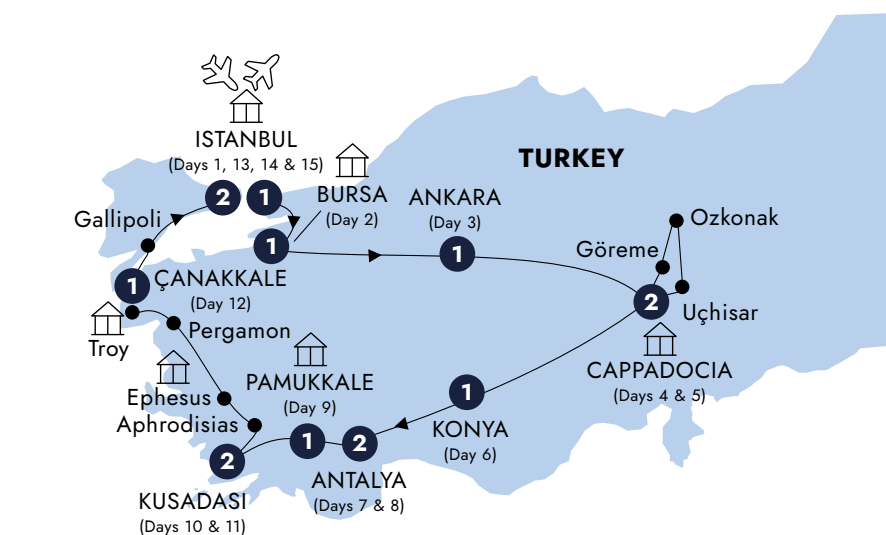 ISTANBUL
(Days 1, 13, 14 & 15)
2
1
BURSA
(Day 2)
1
ANKARA
(Day 3)
1
TURKEY
Ozkonak
Göreme
Uçhisar
2
CAPPADOCIA
(Days 4 & 5)
Gallipoli
1
ÇANAKKALE
(Day 12)
Troy
Pergamon
Ephesus
Aphrodisias
PAMUKKALE
(Day 9)
1
KONYA
(Day 6)
1
2
ANTALYA
(Days 7 & 8)
2
KUSADASI
(Days 10 & 11)